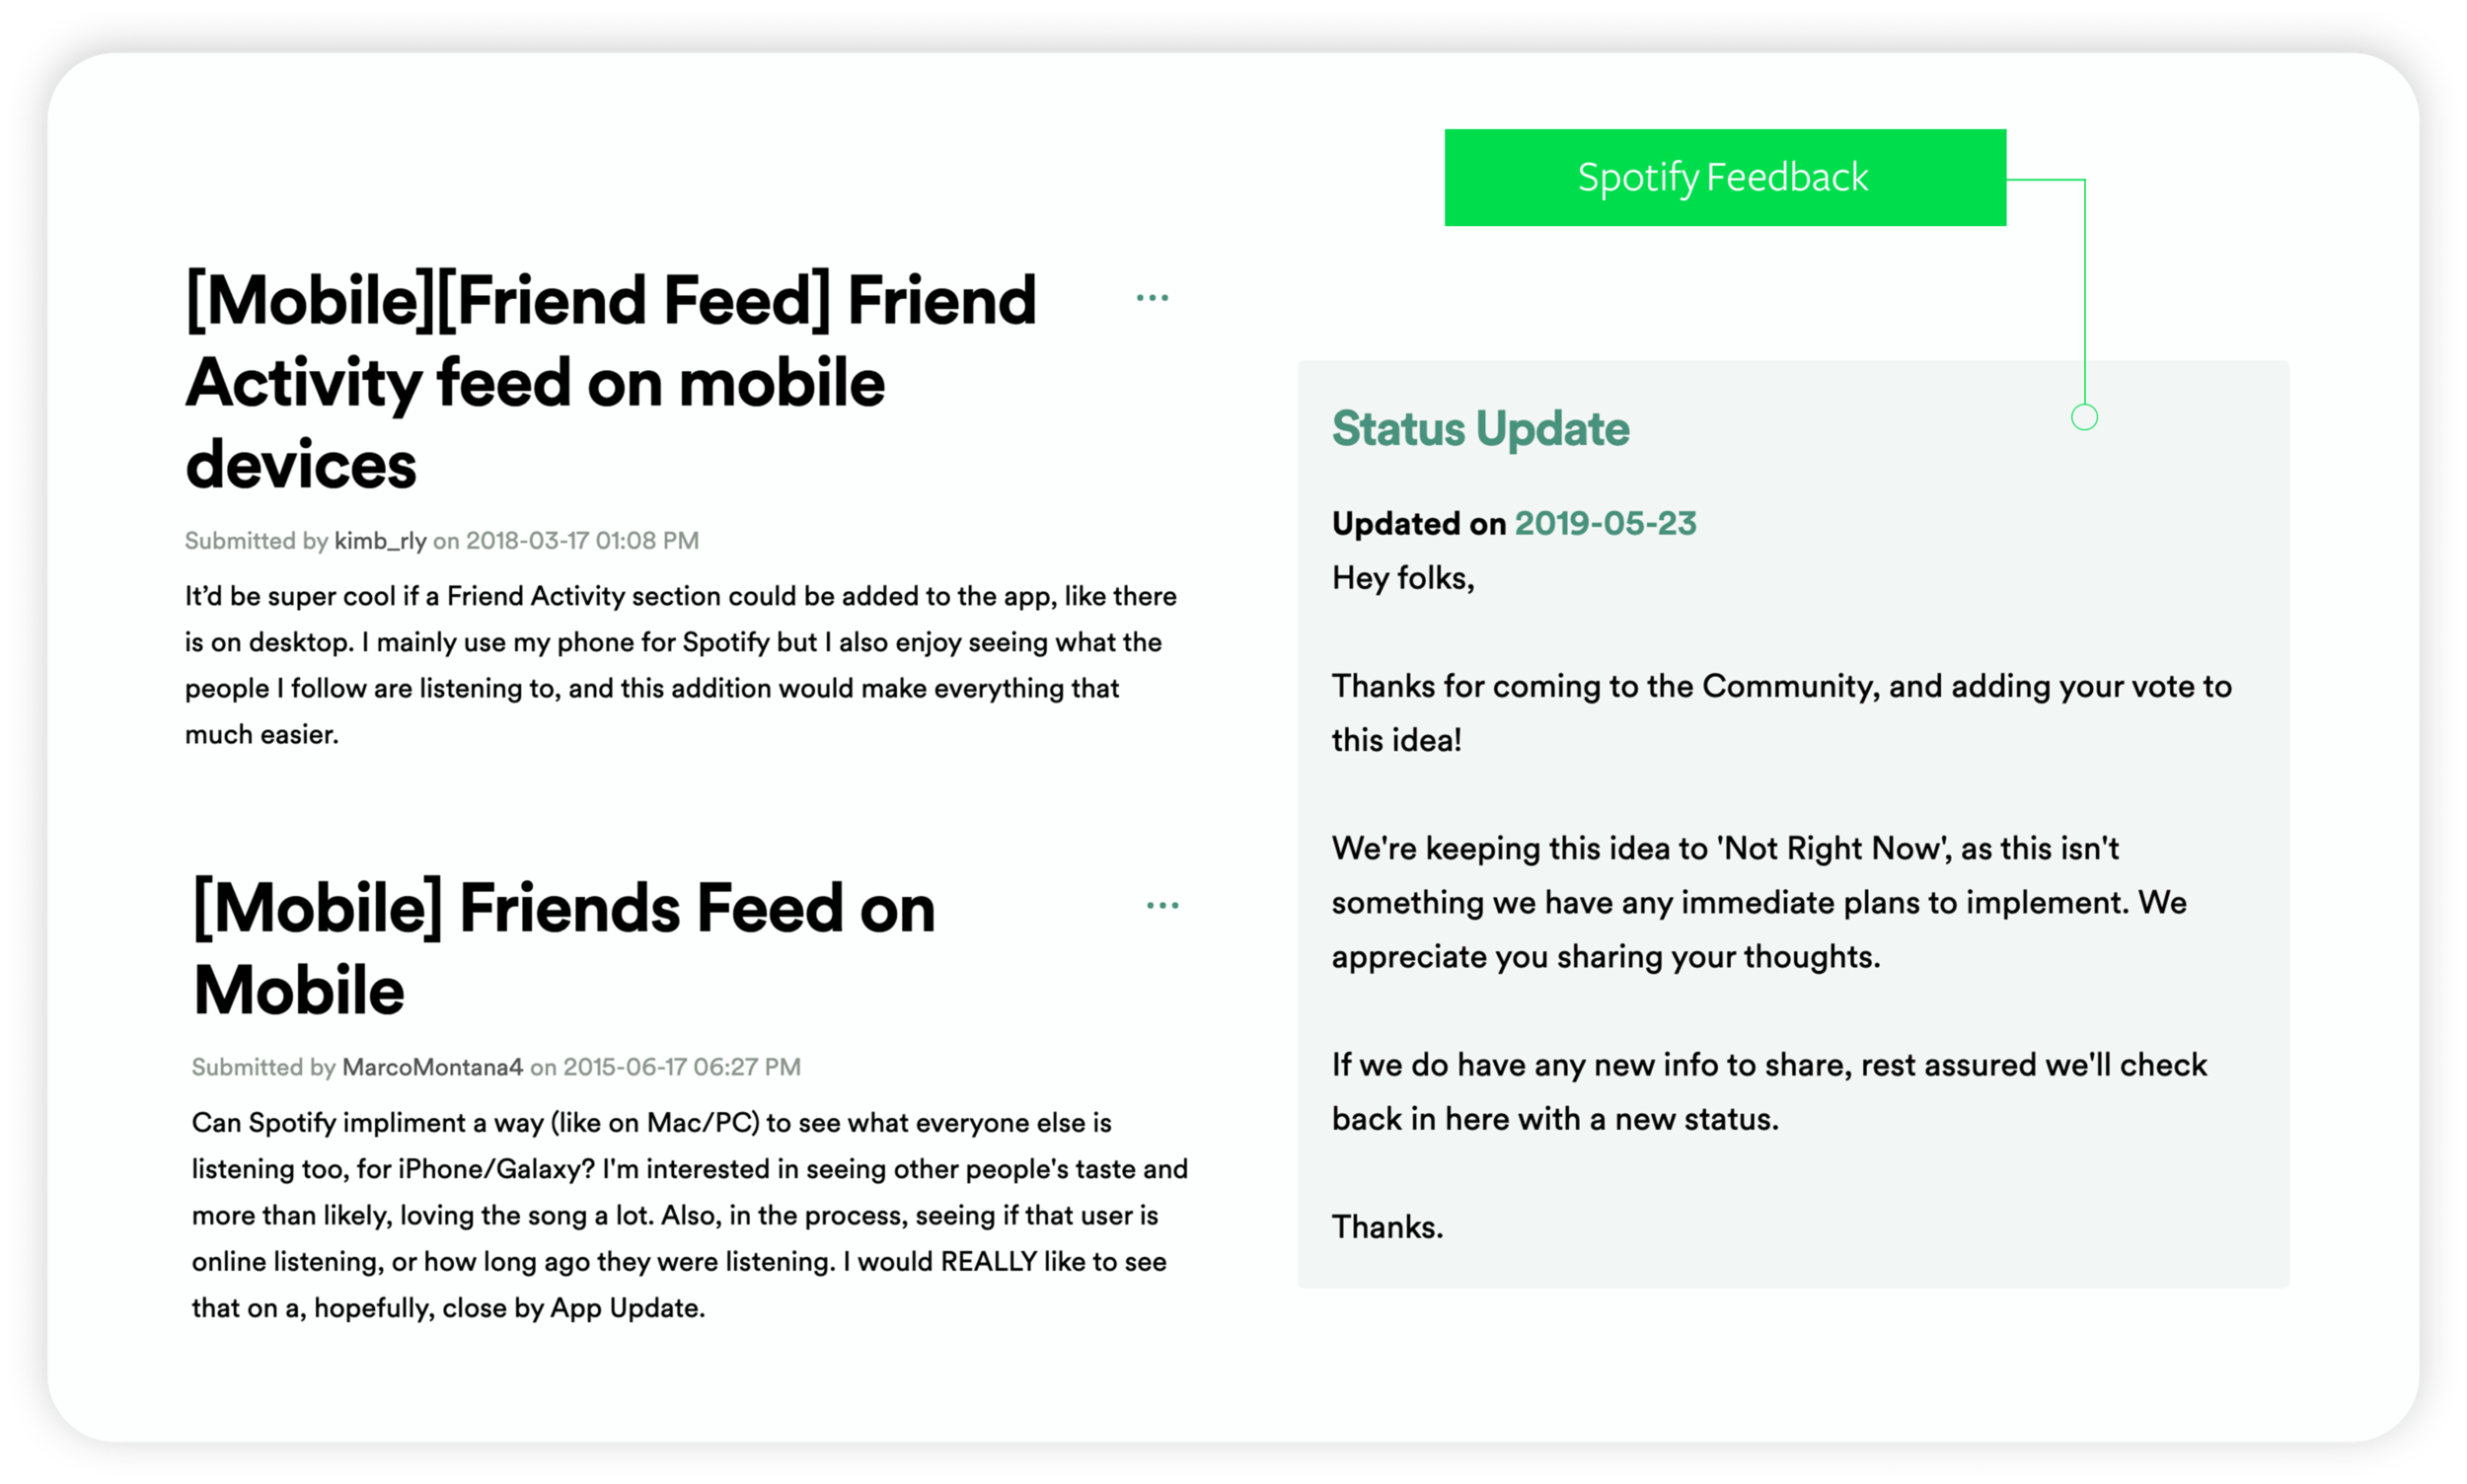 [Mobile][Friend Feed] Friend
Activity feed on mobile
devices
Submitted by kimb_rly on 2018-03-17 01:08 PM
It’d be super cool if a Friend Activity section could be added to the app, like there
is on desktop. I mainly use my phone for Spotify but I also enjoy seeing what the
people I follow are listening to, and this addition would make everything that
much easier.
[Mobile] Friends Feed on
Mobile
Submitted by MarcoMontana4 on 2015-06-17 06:27 PM
Can Spotify impliment a way (like on Mac/PC) to see what everyone else is
listening too, for iPhone/Galaxy? I'm interested in seeing other people's taste and
more than likely, loving the song a lot. Also, in the process, seeing if that user is
online listening, or how long ago they were listening. I would REALLY like to see
that on a, hopefully, close by App Update.
Spotify Feedback
Status Update
Updated on 2019-05-23
Hey folks,
Thanks for coming to the Community, and adding your vote to
this idea!
We're keeping this idea to 'Not Right Now', as this isn't
something we have any immediate plans to implement. We
appreciate you sharing your thoughts.
If we do have any new info to share, rest assured we'll check
back in here with a new status.
Thanks.